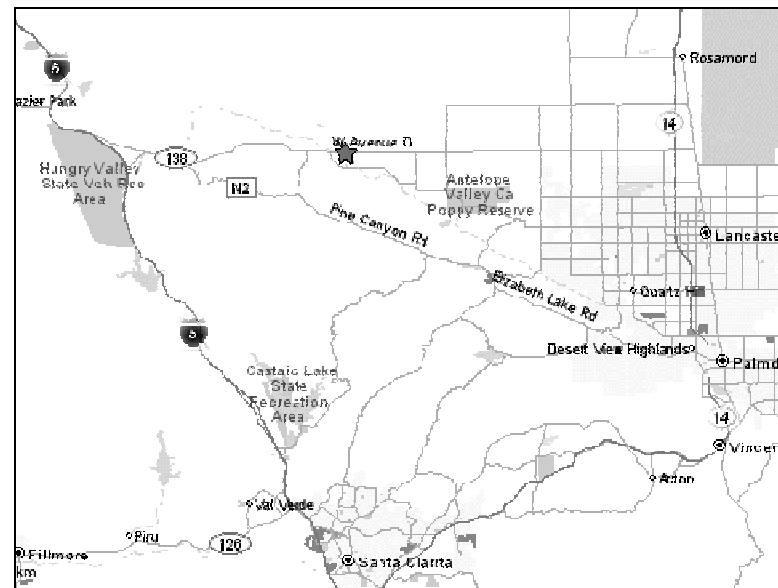 5
Rosamond
azier Park
14
W Avenue D
138
Hungry Valley
State Veh Rec
Area
N2
Antelope
Valley Ca
Poppy Reserve
Pine Canyon Rd
Lancaste
Elizabeth Lake Rd
Quartz H
5
Desert View Highlands
Palmd
Castaic Lake
State
Recreation
Area
14
Vincen
Acton
Val Verde
Piru
126
Fillmore
Santa Clarita
km